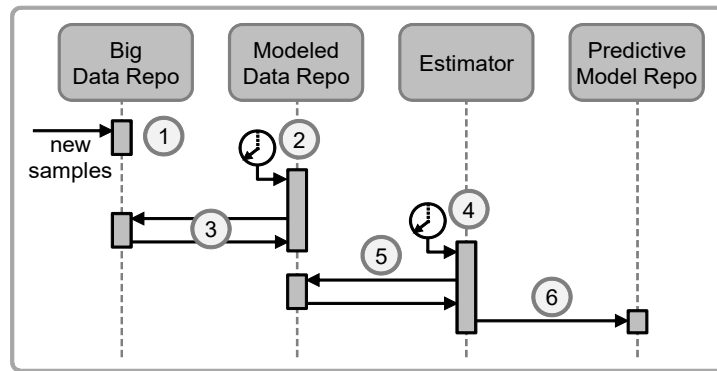 Big
Data Repo
Modeled
Data Repo
Estimator
Predictive
Model Repo
new
samples
1
2
3
4
5
6